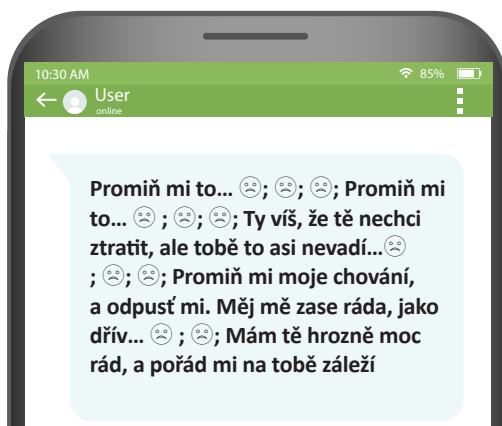 10:30 AM 85%
User
online
Promiň mi to... ☹; ☹; ☹; Promiň mi
to... ☹ ; ☹; ☹; Ty víš, že tě nechci
ztratit, ale tobě to asi nevadí...☹
; ☹; ☹; Promiň mi moje chování,
a odpusť mi. Měj mě zase ráda, jako
dřív... ☹ ; ☹; Mám tě hrozně moc
rád, a pořád mi na tobě záleží